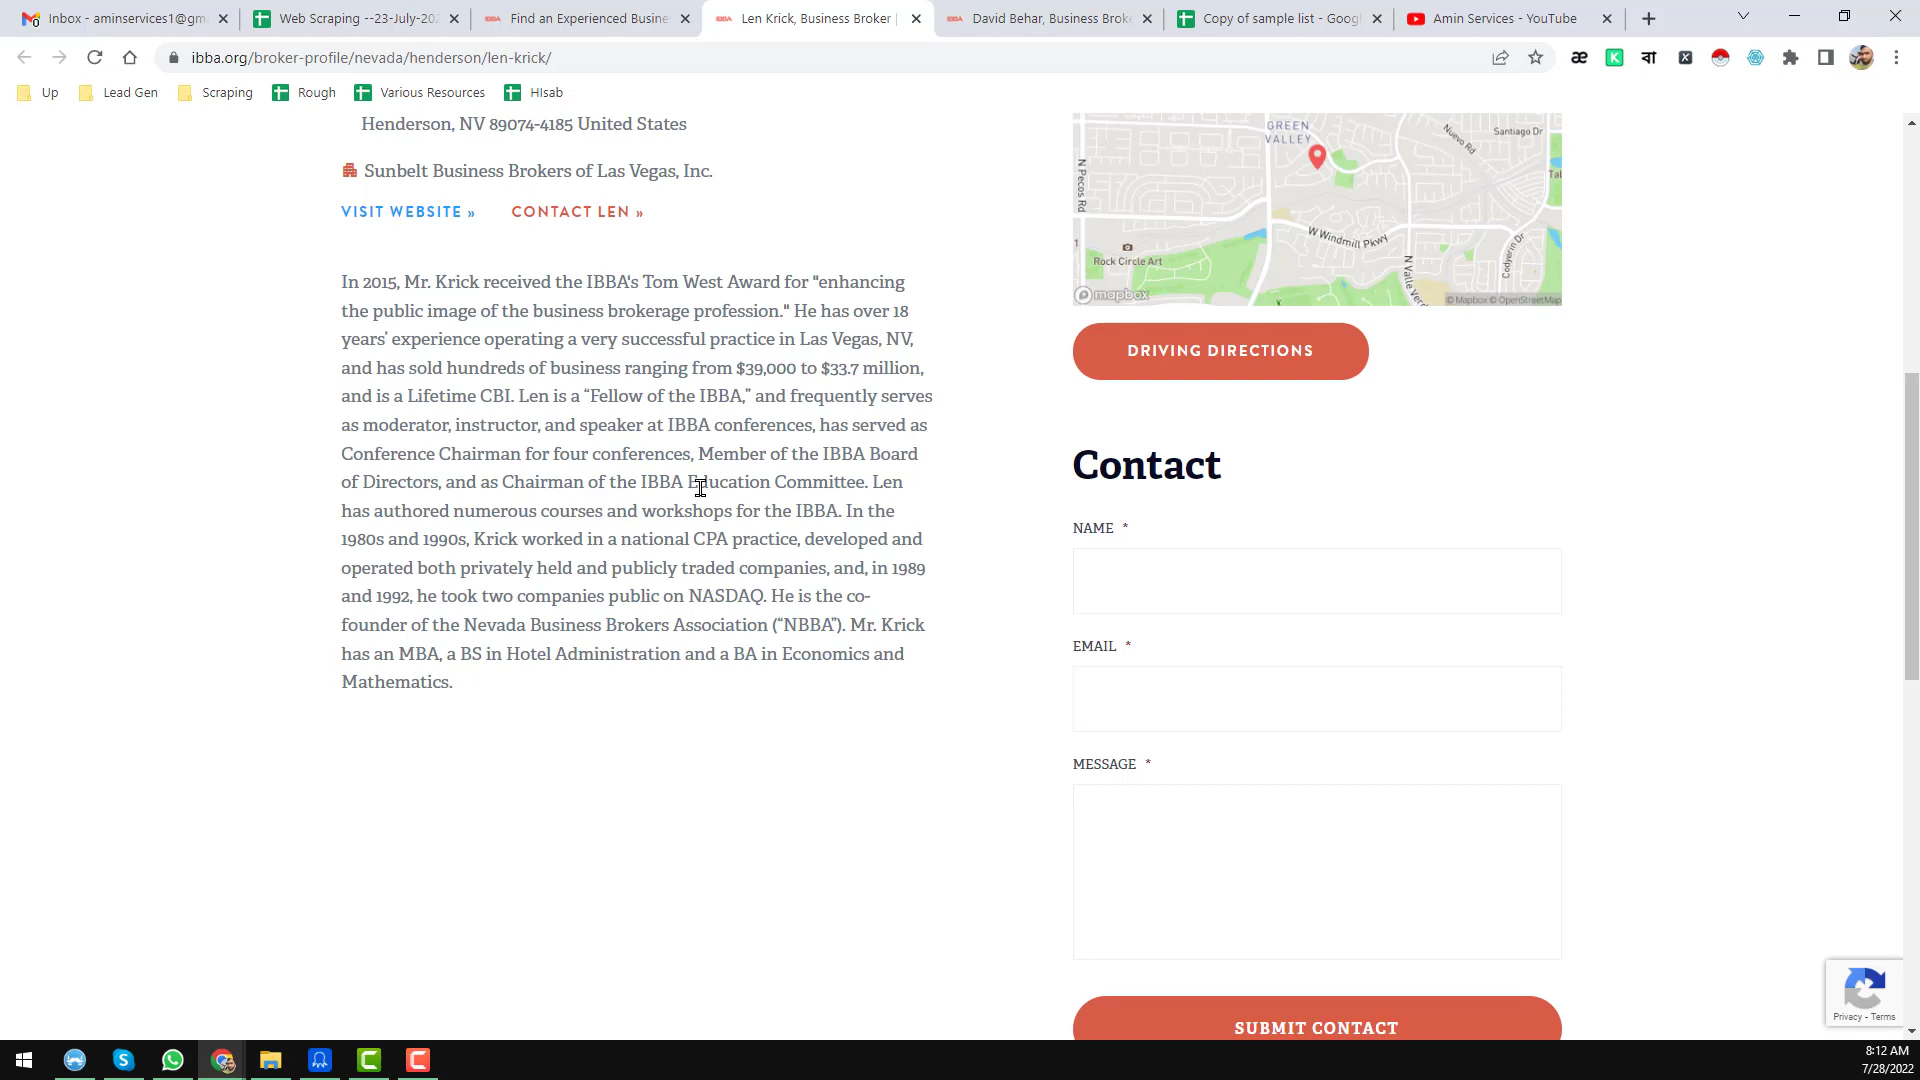 Inbox - aminservices1@gm
Web Scraping --23-July-202
Find an Experienced Busine
Len Krick, Business Broker |
David Behar, Business Broke
Copy of sample list - Googl
Amin Services - YouTube
ibba.org/broker-profile/nevada/henderson/len-krick/
Up
Lead Gen
Scraping
Rough
Various Resources
HIsab
Henderson, NV 89074-4185 United States
Sunbelt Business Brokers of Las Vegas, Inc.
VISIT WEBSITE »
CONTACT LEN »
In 2015, Mr. Krick received the IBBA's Tom West Award for "enhancing
the public image of the business brokerage profession." He has over 18
years’ experience operating a very successful practice in Las Vegas, NV,
and has sold hundreds of business ranging from $39,000 to $33.7 million,
and is a Lifetime CBI. Len is a “Fellow of the IBBA,” and frequently serves
as moderator, instructor, and speaker at IBBA conferences, has served as
Conference Chairman for four conferences, Member of the IBBA Board
of Directors, and as Chairman of the IBBA Education Committee. Len
has authored numerous courses and workshops for the IBBA. In the
1980s and 1990s, Krick worked in a national CPA practice, developed and
operated both privately held and publicly traded companies, and, in 1989
and 1992, he took two companies public on NASDAQ. He is the co-
founder of the Nevada Business Brokers Association (“NBBA”). Mr. Krick
has an MBA, a BS in Hotel Administration and a BA in Economics and
Mathematics.
GREEN
VALLEY
Santiago Dr
Nuevo Rd
N Pecos Rd
W Windmill Pkwy
Rock Circle Art
N Valle Verd
Codyerin Dr
mapbox
© Mapbox © OpenStreetMap
DRIVING DIRECTIONS
Contact
NAME *
EMAIL *
MESSAGE *
SUBMIT CONTACT
Privacy - Terms
8:12 AM
7/28/2022